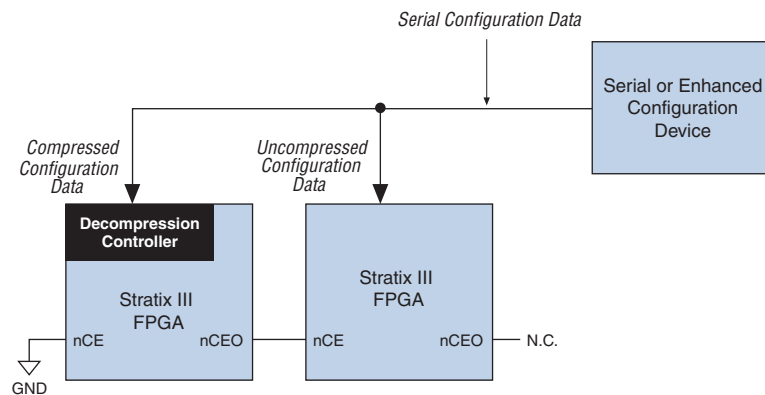 Serial Configuration Data
Serial or Enhanced
Configuration
Device
Compressed
Configuration
Data
Uncompressed
Configuration
Data
Decompression
Controller
Stratix III
FPGA
nCE
nCEO
GND
Stratix III
FPGA
nCE
nCEO
N.C.